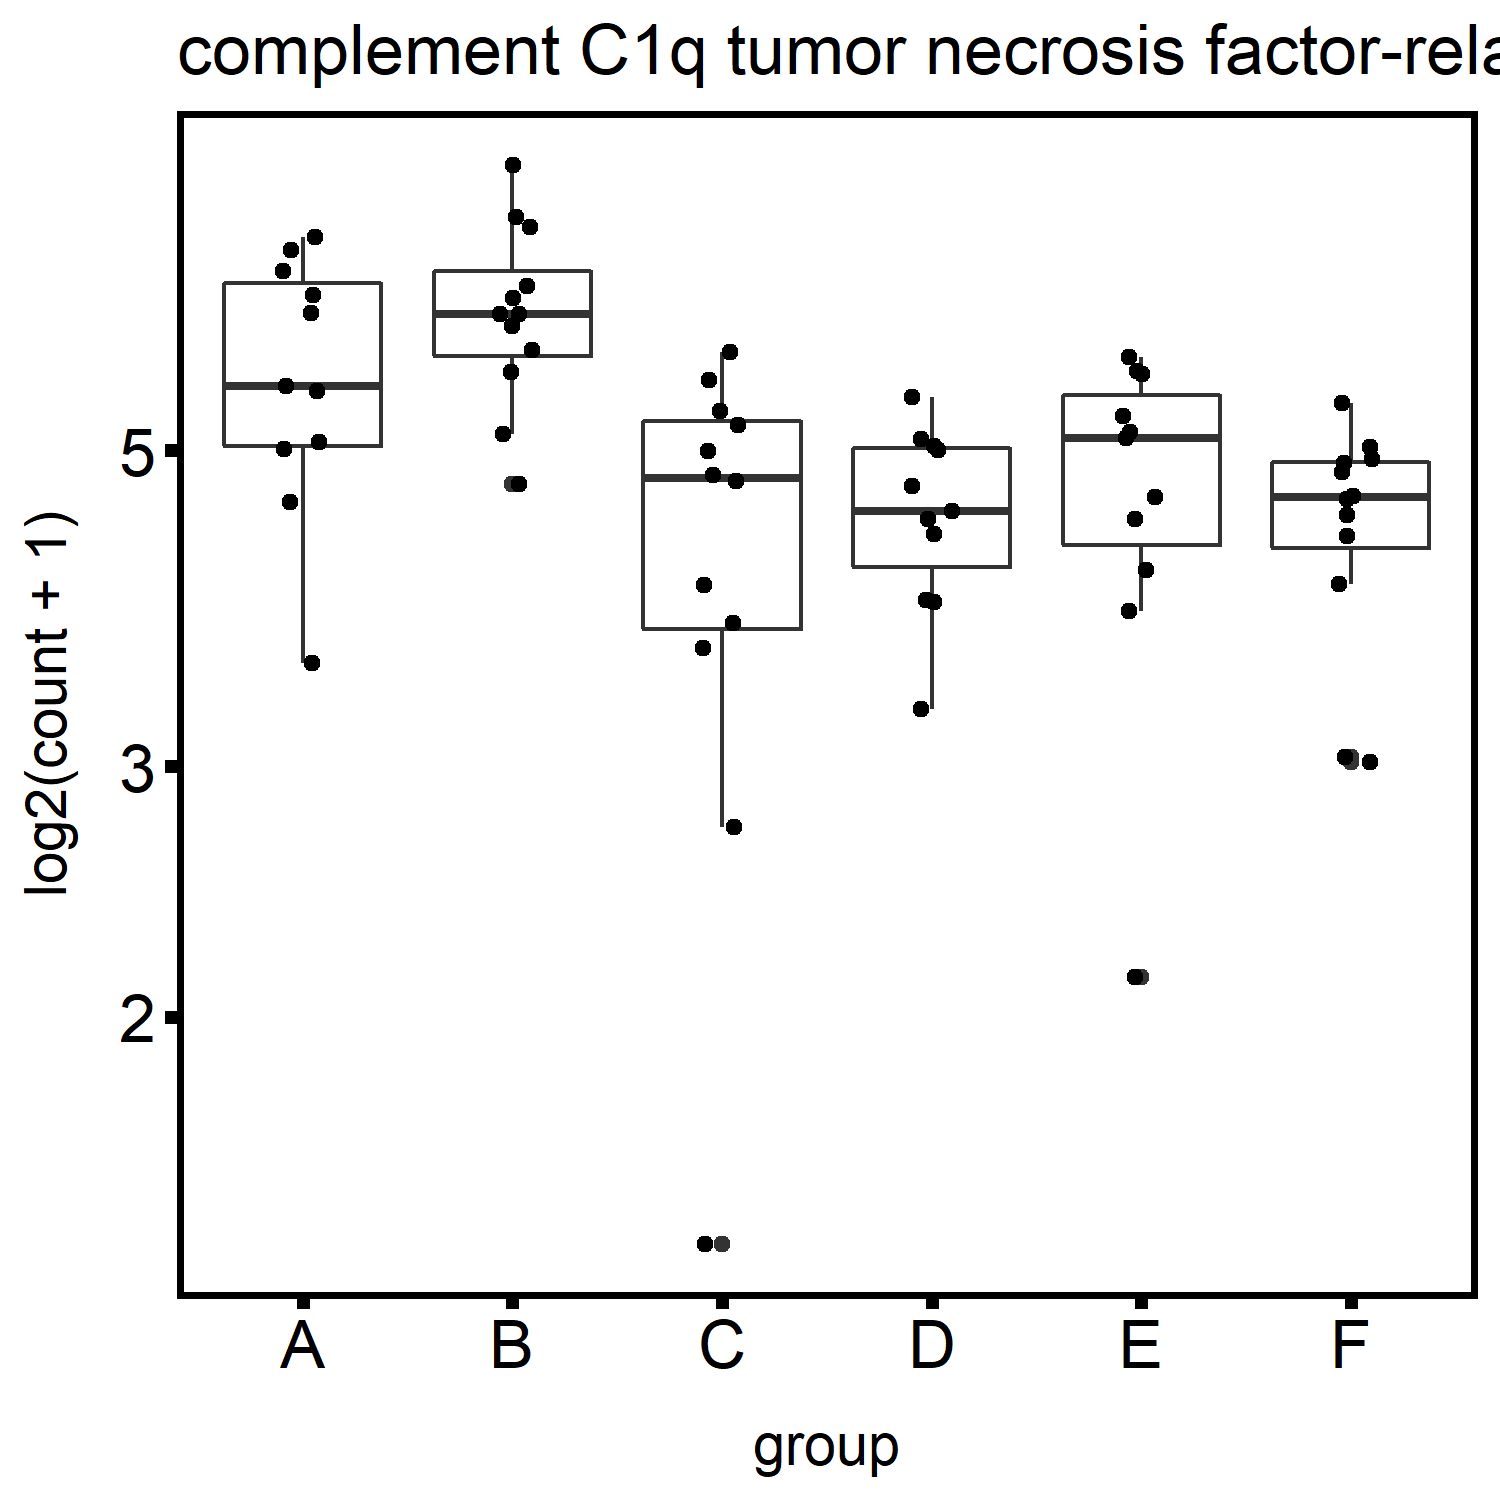 complement C1q tumor necrosis factor-rela
log2(count + 1)
5
3
2
A B C D E F
group